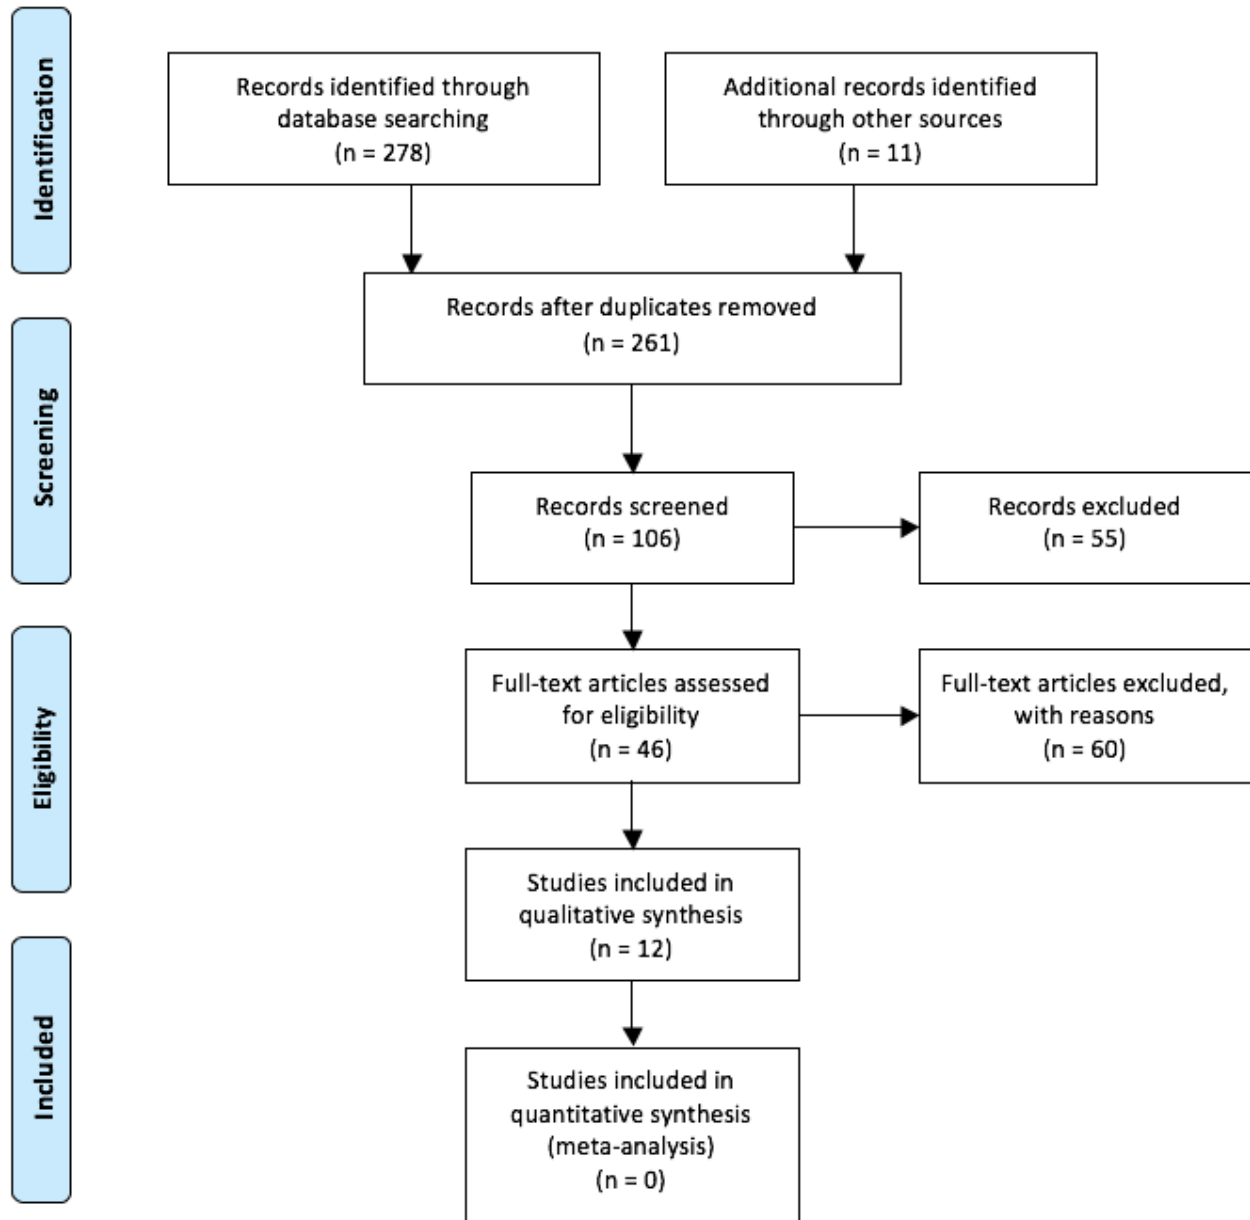 Identification
Records identified through
database searching
(n = 278)
Additional records identified
through other sources
(n = 11)
Records after duplicates removed
(n = 261)
Screening
Records screened
(n = 106)
Records excluded
(n = 55)
Eligibility
Full-text articles assessed
for eligibility
(n = 46)
Full-text articles excluded,
with reasons
(n = 60)
Studies included in
qualitative synthesis
(n = 12)
Included
Studies included in
quantitative synthesis
(meta-analysis)
(n = 0)